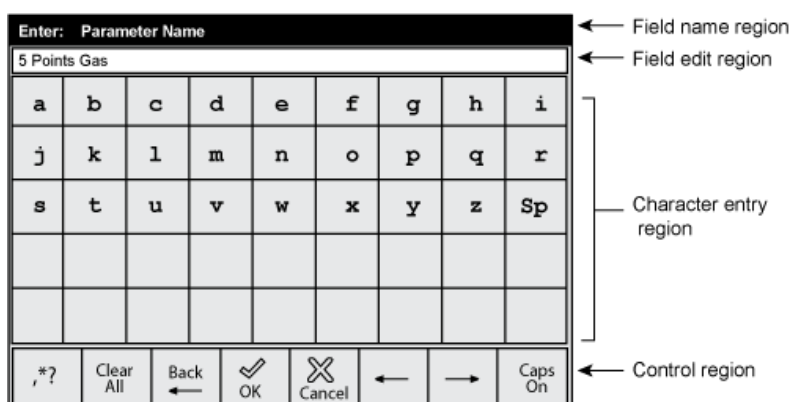 Enter: Parameter Name
Field name region
5 Points Gas
Field edit region
a b c d e f g h i
j k l m n o p q r
s t u v w x y z Sp
Character entry
region
,*? Clear All Back OK Cancel Caps On
Control region